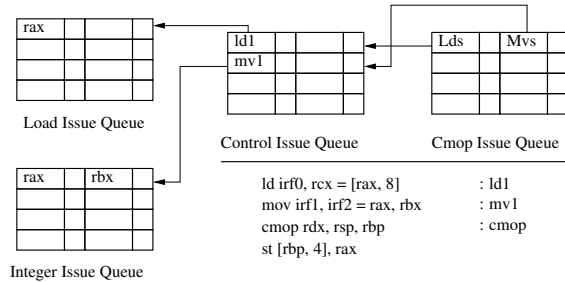 rax
ld1
mv1
Lds Mvs
Load Issue Queue
Control Issue Queue
Cmop Issue Queue
rax rbx
Integer Issue Queue
ld irf0, rcx = [rax, 8] : ld1
mov irf1, irf2 = rax, rbx : mv1
cmop rdx, rsp, rbp : cmop
st [rbp, 4], rax